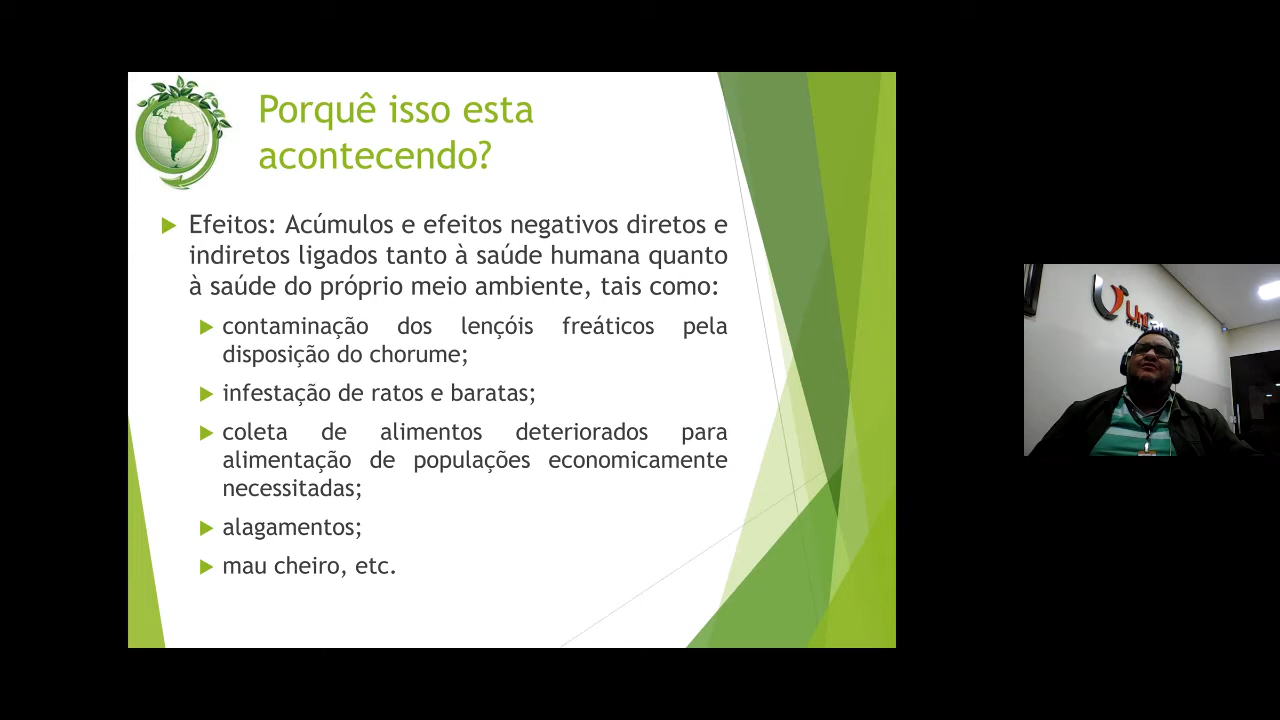 Porquê isso esta
acontecendo?
Efeitos: Acúmulos e efeitos negativos diretos e
indiretos ligados tanto à saúde humana quanto
à saúde do próprio meio ambiente, tais como:
contaminação dos lençóis freáticos pela
disposição do chorume;
infestação de ratos e baratas;
coleta de alimentos deteriorados para
alimentação de populações economicamente
necessitadas;
alagamentos;
mau cheiro, etc.